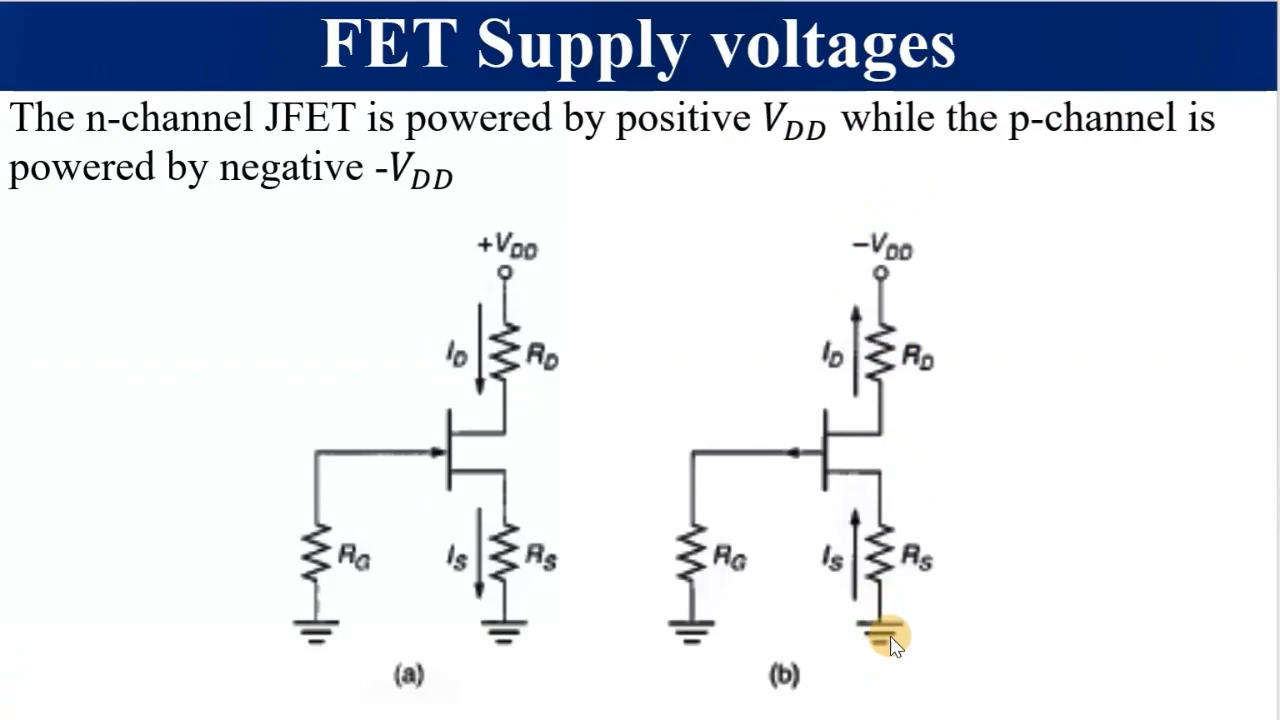 FET Supply voltages
The n-channel JFET is powered by positive V_DD while the p-channel is
powered by negative -V_DD
+V_DD
-V_DD
I_D
R_D
I_D
R_D
R_G
I_S
R_S
R_G
I_S
R_S
(a)
(b)